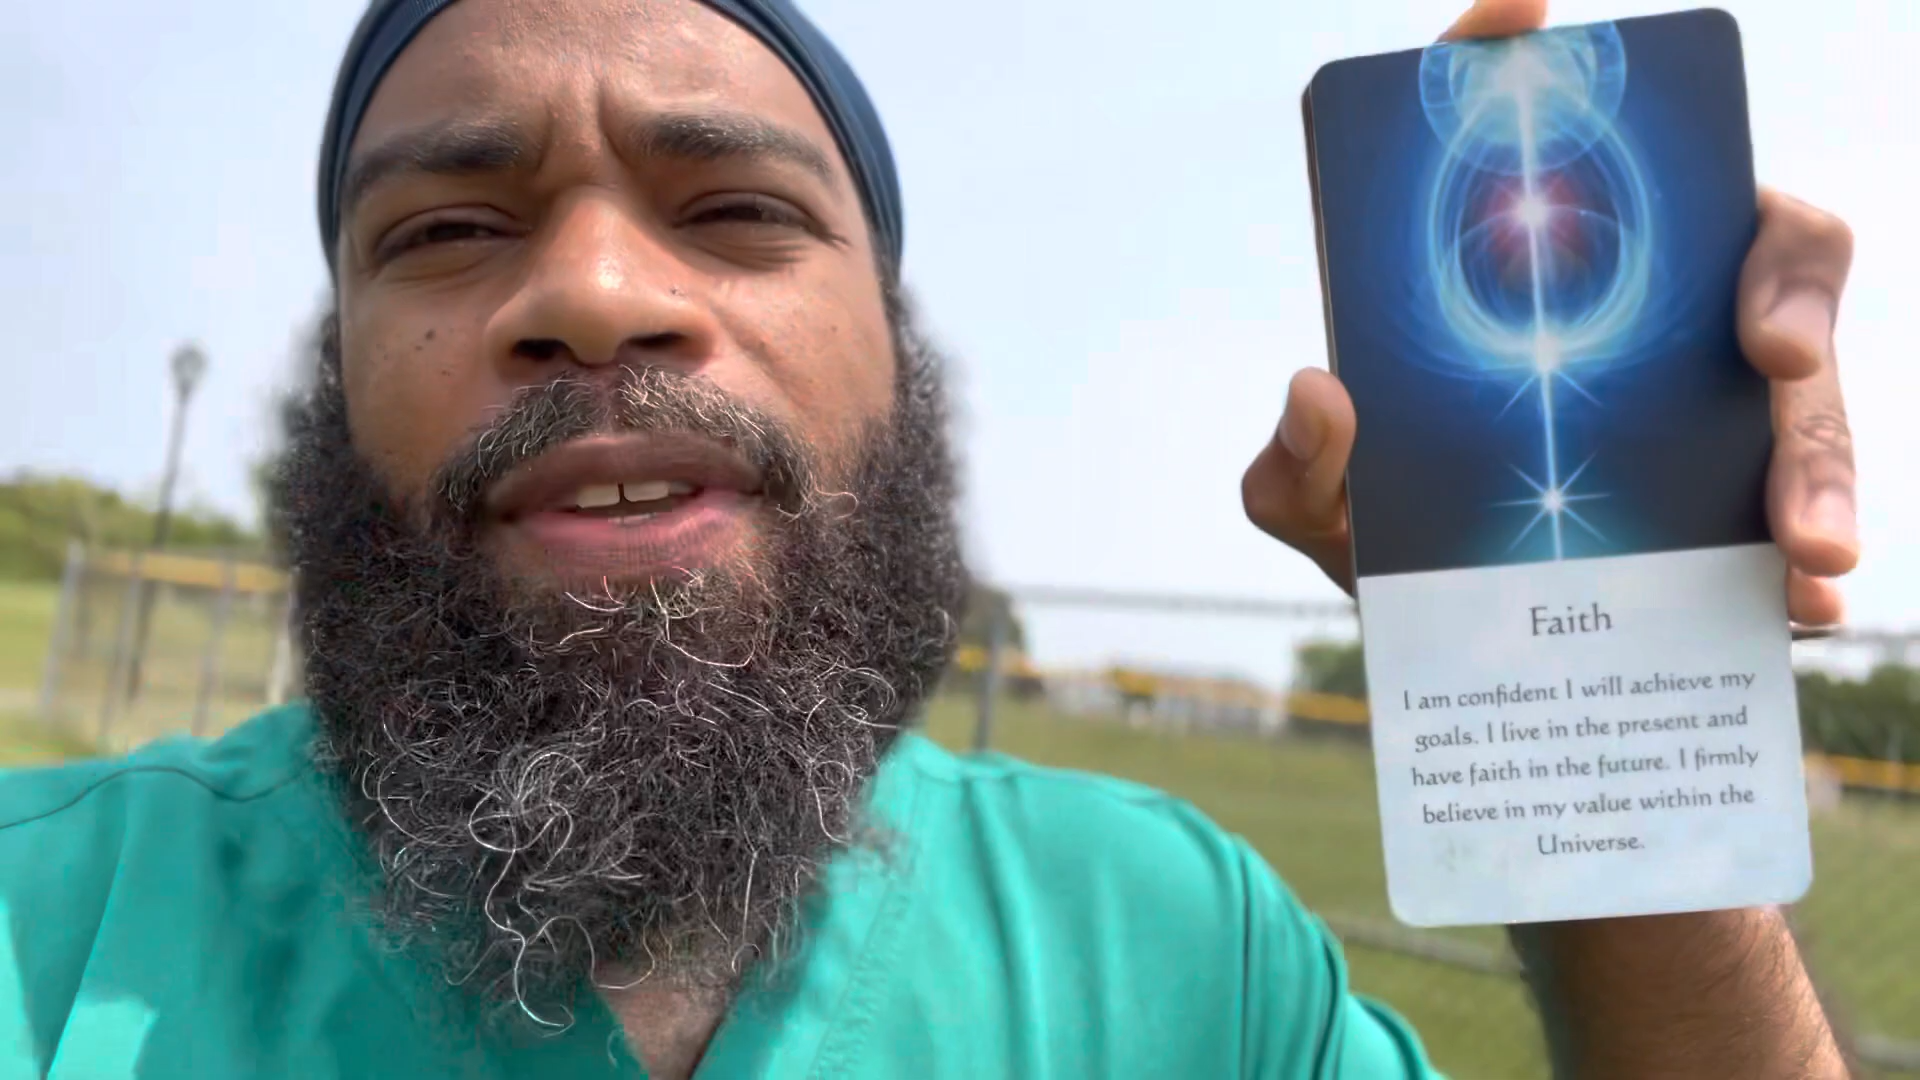 Faith
I am confident I will achieve my
goals. I live in the present and
have faith in the future. I firmly
believe in my value within the
Universe.